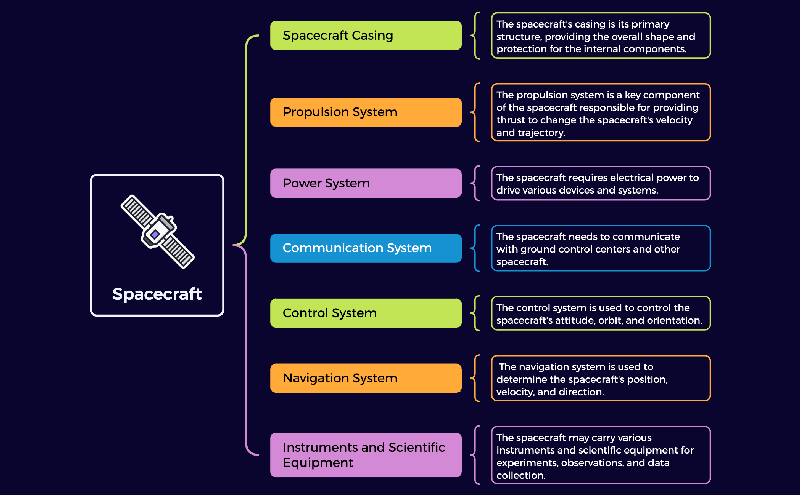 Spacecraft
Spacecraft Casing
The spacecraft's casing is its primary
structure, providing the overall shape and
protection for the internal components.
Propulsion System
The propulsion system is a key component
of the spacecraft responsible for providing
thrust to change the spacecraft's velocity
and trajectory.
Power System
The spacecraft requires electrical power to
drive various devices and systems.
Communication System
The spacecraft needs to communicate
with ground control centers and other
spacecraft.
Control System
The control system is used to control the
spacecraft's attitude, orbit, and orientation.
Navigation System
The navigation system is used to
determine the spacecraft's position,
velocity, and direction.
Instruments and Scientific
Equipment
The spacecraft may carry various
instruments and scientific equipment for
experiments, observations, and data
collection.